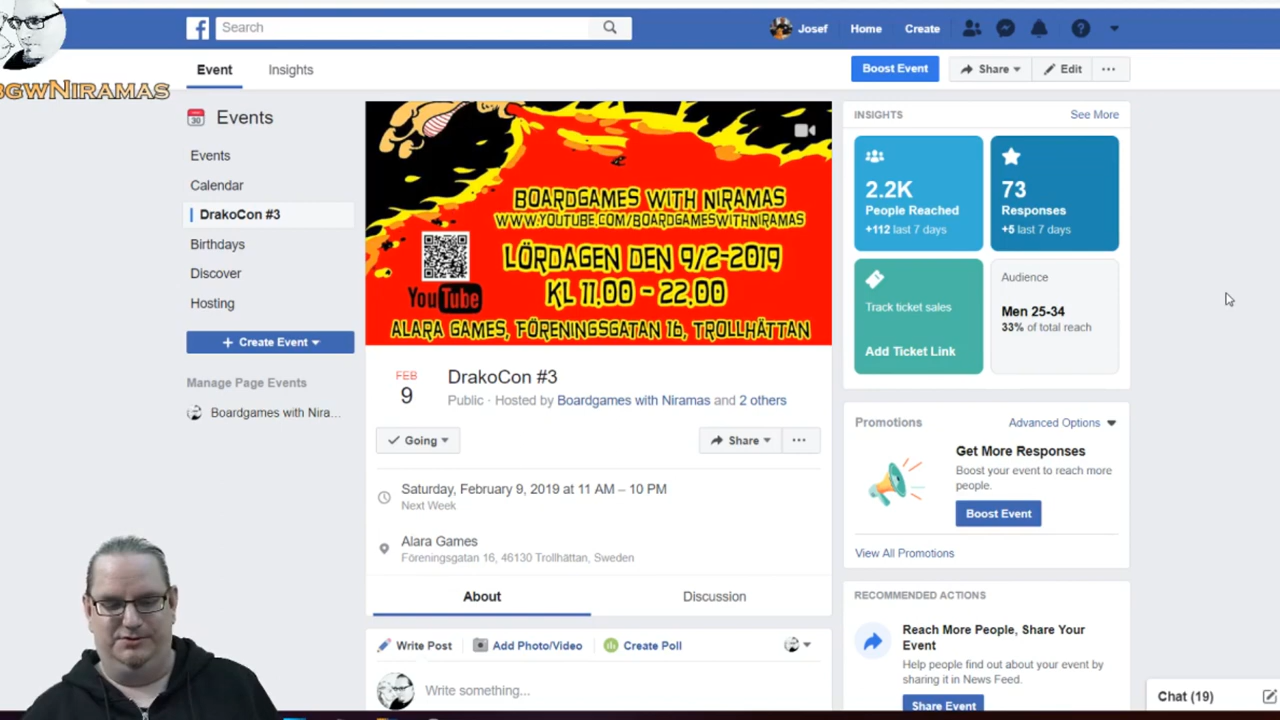 Search
Josef
Home
Create
BGWNIRAMAS
Event
Insights
Boost Event
Share
Edit
30
Events
Events
Calendar
DrakoCon #3
Birthdays
Discover
Hosting
+ Create Event
Manage Page Events
Boardgames with Nira...
BOARDGAMES WITH NIRAMAS
WWW.YOUTUBE.COM/BOARDGAMESWITHNIRAMAS
LÖRDAGEN DEN 9/2-2019
KL 11.00 - 22.00
YouTube
ALARA GAMES, FÖRENINGSGATAN 16, TROLLHÄTTAN
FEB
9
DrakoCon #3
Public · Hosted by Boardgames with Niramas and 2 others
Going
Share
Saturday, February 9, 2019 at 11 AM – 10 PM
Next Week
Alara Games
Föreningsgatan 16, 46130 Trollhättan, Sweden
About
Discussion
Write Post
Add Photo/Video
Create Poll
Write something...
INSIGHTS
See More
2.2K
People Reached
+112 last 7 days
73
Responses
+5 last 7 days
Track ticket sales
Add Ticket Link
Audience
Men 25-34
33% of total reach
Promotions
Advanced Options
Get More Responses
Boost your event to reach more
people.
Boost Event
View All Promotions
RECOMMENDED ACTIONS
Reach More People, Share Your
Event
Help people find out about your event by
sharing it in News Feed.
Share Event
Chat (19)